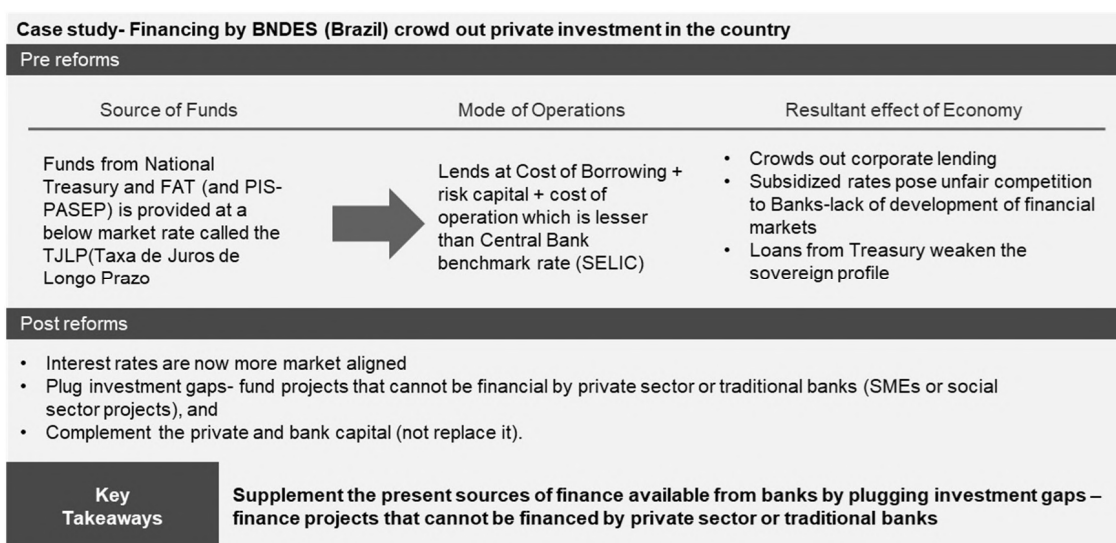 Case study- Financing by BNDES (Brazil) crowd out private investment in the country
Pre reforms
Source of Funds
Funds from National
Treasury and FAT (and PIS-
PASEP) is provided at a
below market rate called the
TJLP(Taxa de Juros de
Longo Prazo
Mode of Operations
Lends at Cost of Borrowing +
risk capital + cost of
operation which is lesser
than Central Bank
benchmark rate (SELIC)
Resultant effect of Economy
• Crowds out corporate lending
• Subsidized rates pose unfair competition
to Banks-lack of development of financial
markets
• Loans from Treasury weaken the
sovereign profile
Post reforms
• Interest rates are now more market aligned
• Plug investment gaps- fund projects that cannot be financial by private sector or traditional banks (SMEs or social
sector projects), and
• Complement the private and bank capital (not replace it).
Key
Takeaways
Supplement the present sources of finance available from banks by plugging investment gaps –
finance projects that cannot be financed by private sector or traditional banks